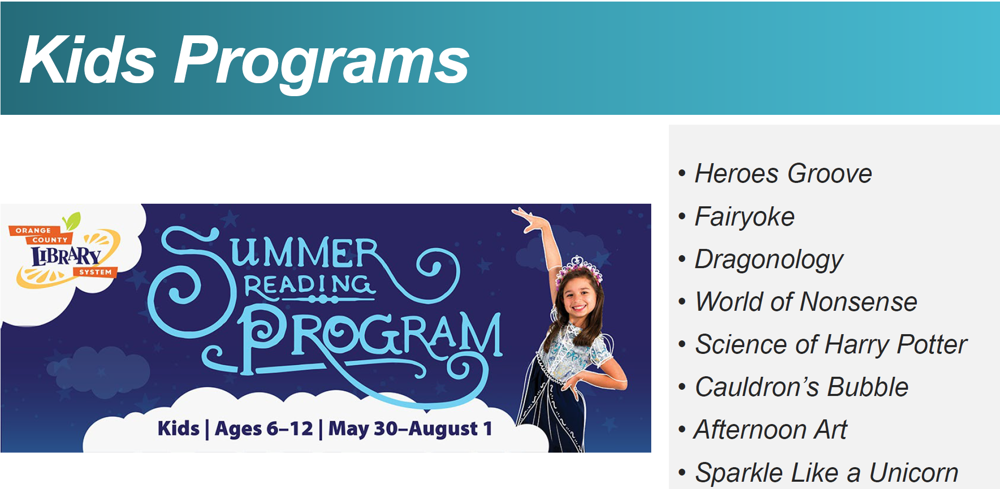 Kids Programs
ORANGE
COUNTY
LIBRARY
SYSTEM
SUMMER
READING
PROGRAM
Kids | Ages 6–12 | May 30–August 1
• Heroes Groove
• Fairyoke
• Dragonology
• World of Nonsense
• Science of Harry Potter
• Cauldron’s Bubble
• Afternoon Art
• Sparkle Like a Unicorn